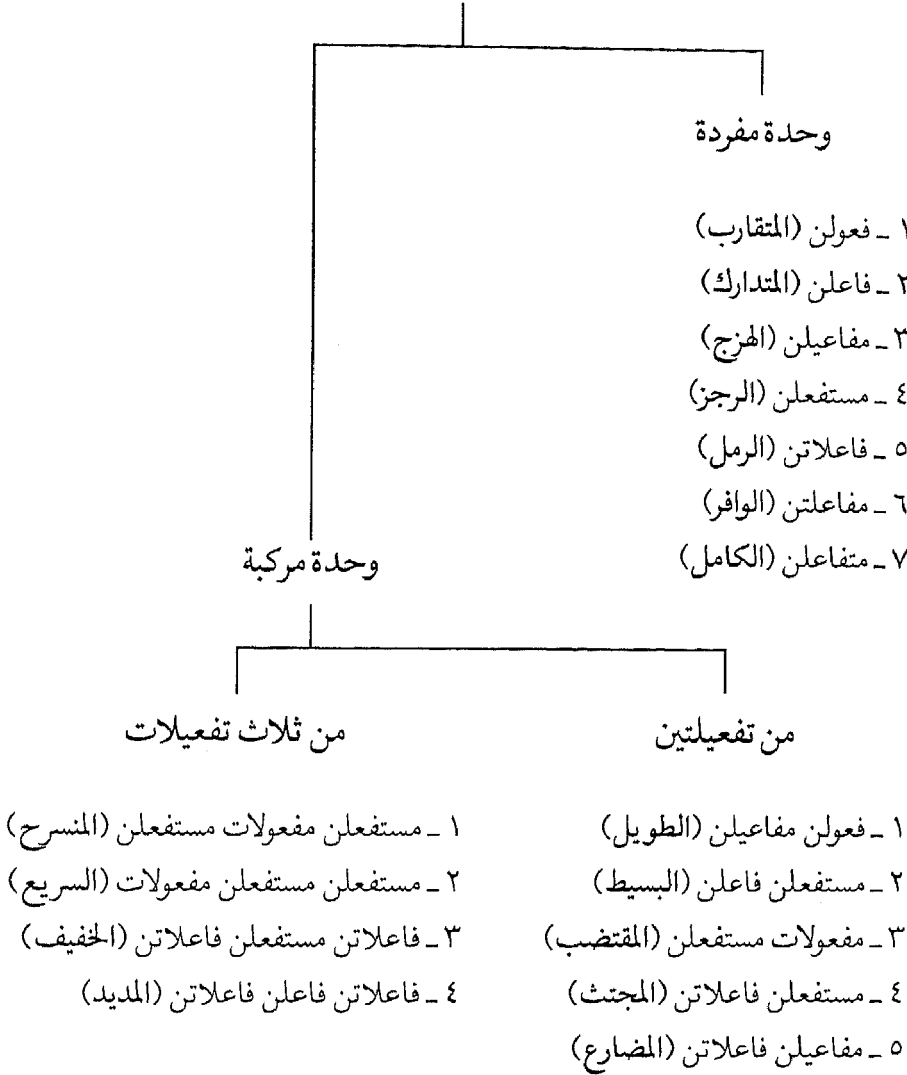 وحدة مفردة
١ ـ فعولن (المتقارب)
٢ ـ فاعلن (المتدارك)
٣ ـ مفاعيلن (الهزج)
٤ ـ مستفعلن (الرجز)
٥ ـ فاعلاتن (الرمل)
٦ ـ مفاعلتن (الوافر)
٧ ـ متفاعلن (الكامل)
وحدة مركبة
من تفعيلتين
١ ـ فعولن مفاعيلن (الطويل)
٢ ـ مستفعلن فاعلن (البسيط)
٣ ـ مفعولات مستفعلن (المقتضب)
٤ ـ مستفعلن فاعلاتن (المجتث)
٥ ـ مفاعيلن فاعلاتن (المضارع)
من ثلاث تفعيلات
١ ـ مستفعلن مفعولات مستفعلن (المنسرح)
٢ ـ مستفعلن مستفعلن مفعولات (السريع)
٣ ـ فاعلاتن مستفعلن فاعلاتن (الخفيف)
٤ ـ فاعلاتن فاعلن فاعلاتن (المديد)